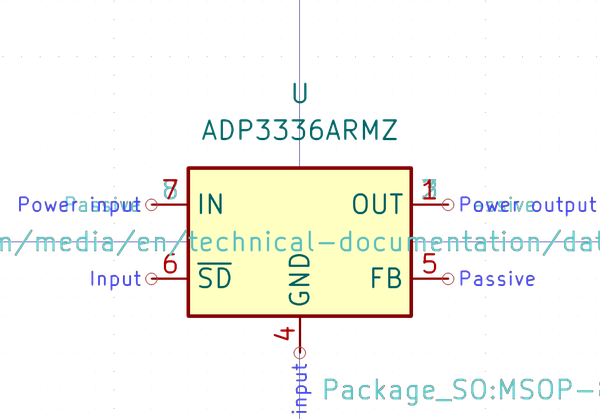 U
ADP3336ARMZ
Power input 7 IN OUT 1 Power output
m/media/en/technical-documentation/dat
Input 6 SD FB 5 Passive
GND
4
input
Package_SO:MSOP-8